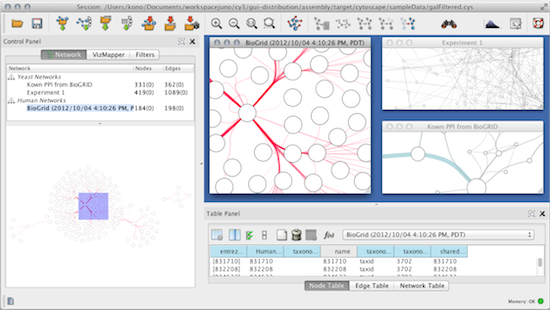 Session: /Users/kono/Documents/workspacejuno/cy3/gui-distribution/assembly/target/cytoscape/sampleData/galFiltered.cys
Control Panel
Network VizMapper Filters
Network Nodes Edges
Yeast Networks
Kown PPI from BioGRID 331(0) 362(0)
Experiment 1 419(0) 1089(0)
Human Networks
BioGrid (2012/10/04 4:10:26 PM, P 184(0) 198(0)
BioGrid (2012/10/04 4:10:26 PM, PDT)
Experiment 1
Kown PPI from BioGRID
Table Panel
f(x) BioGrid (2012/10/04 4:10:26 PM, PDT)
entrez... Human... taxono... name taxono... taxono... shared...
[831710] 831710 taxid 3702 831710
[832208] 832208 taxid 3702 832208
Node Table Edge Table Network Table
Memory: OK